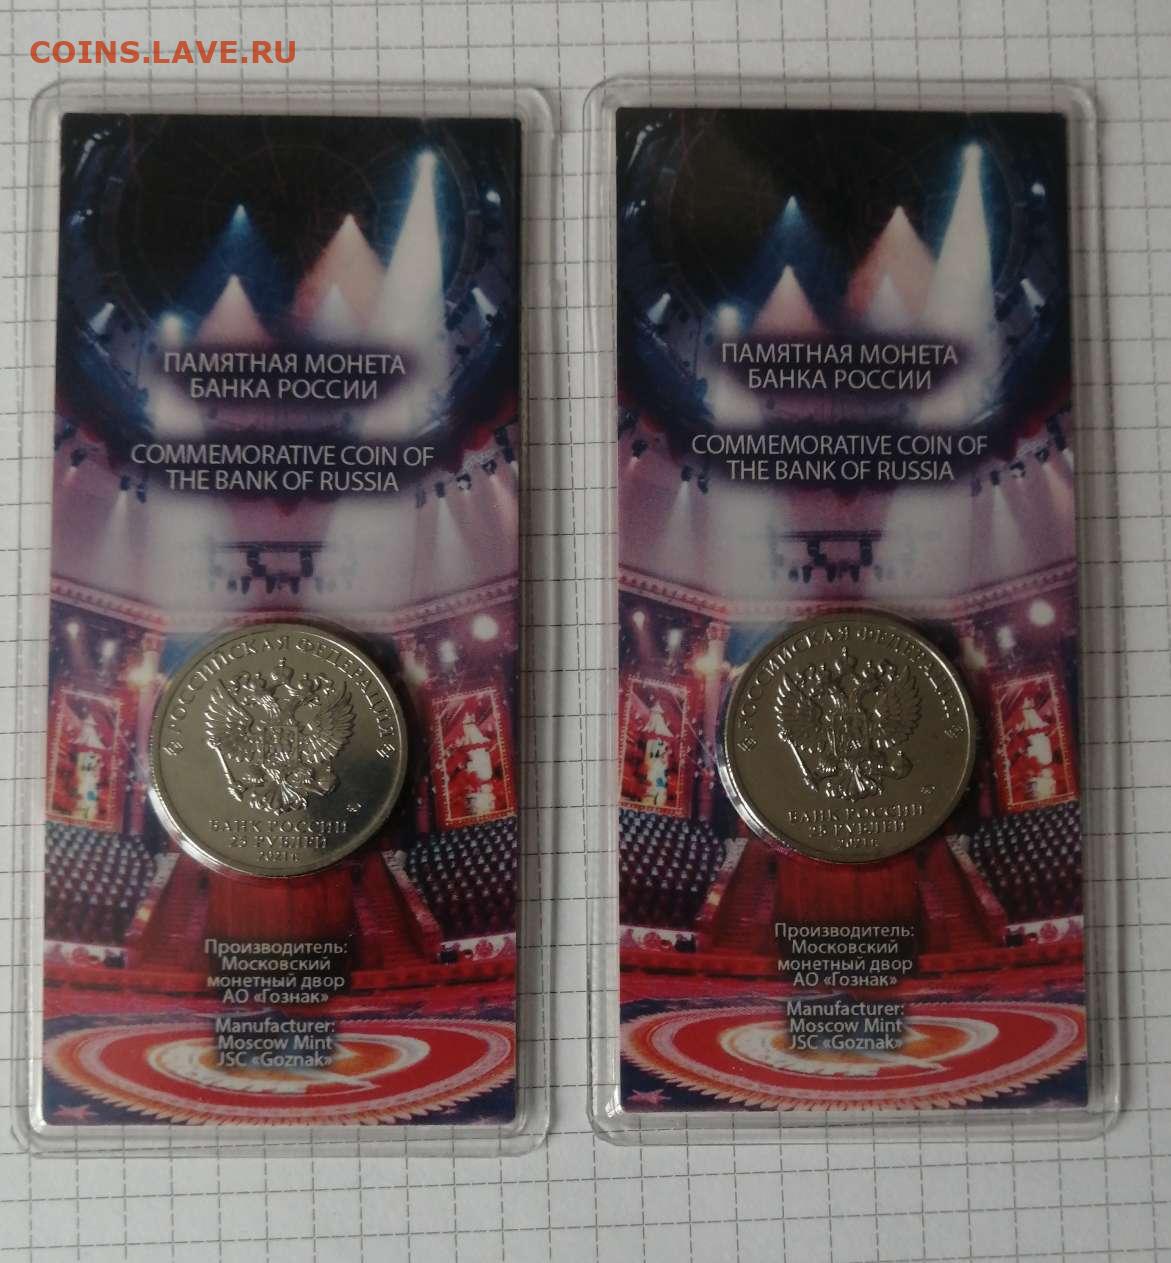 COINS.LAVE.RU
ПАМЯТНАЯ МОНЕТА
БАНКА РОССИИ
COMMEMORATIVE COIN OF
THE BANK OF RUSSIA
РОССИЙСКАЯ ФЕДЕРАЦИЯ
БАНК РОССИИ
25 РУБЛЕЙ
2021 г.
Производитель:
Московский
монетный двор
АО «Гознак»
Manufacturer:
Moscow Mint
JSC «Goznak»
ПАМЯТНАЯ МОНЕТА
БАНКА РОССИИ
COMMEMORATIVE COIN OF
THE BANK OF RUSSIA
РОССИЙСКАЯ ФЕДЕРАЦИЯ
БАНК РОССИИ
25 РУБЛЕЙ
2021 г.
Производитель:
Московский
монетный двор
АО «Гознак»
Manufacturer:
Moscow Mint
JSC «Goznak»